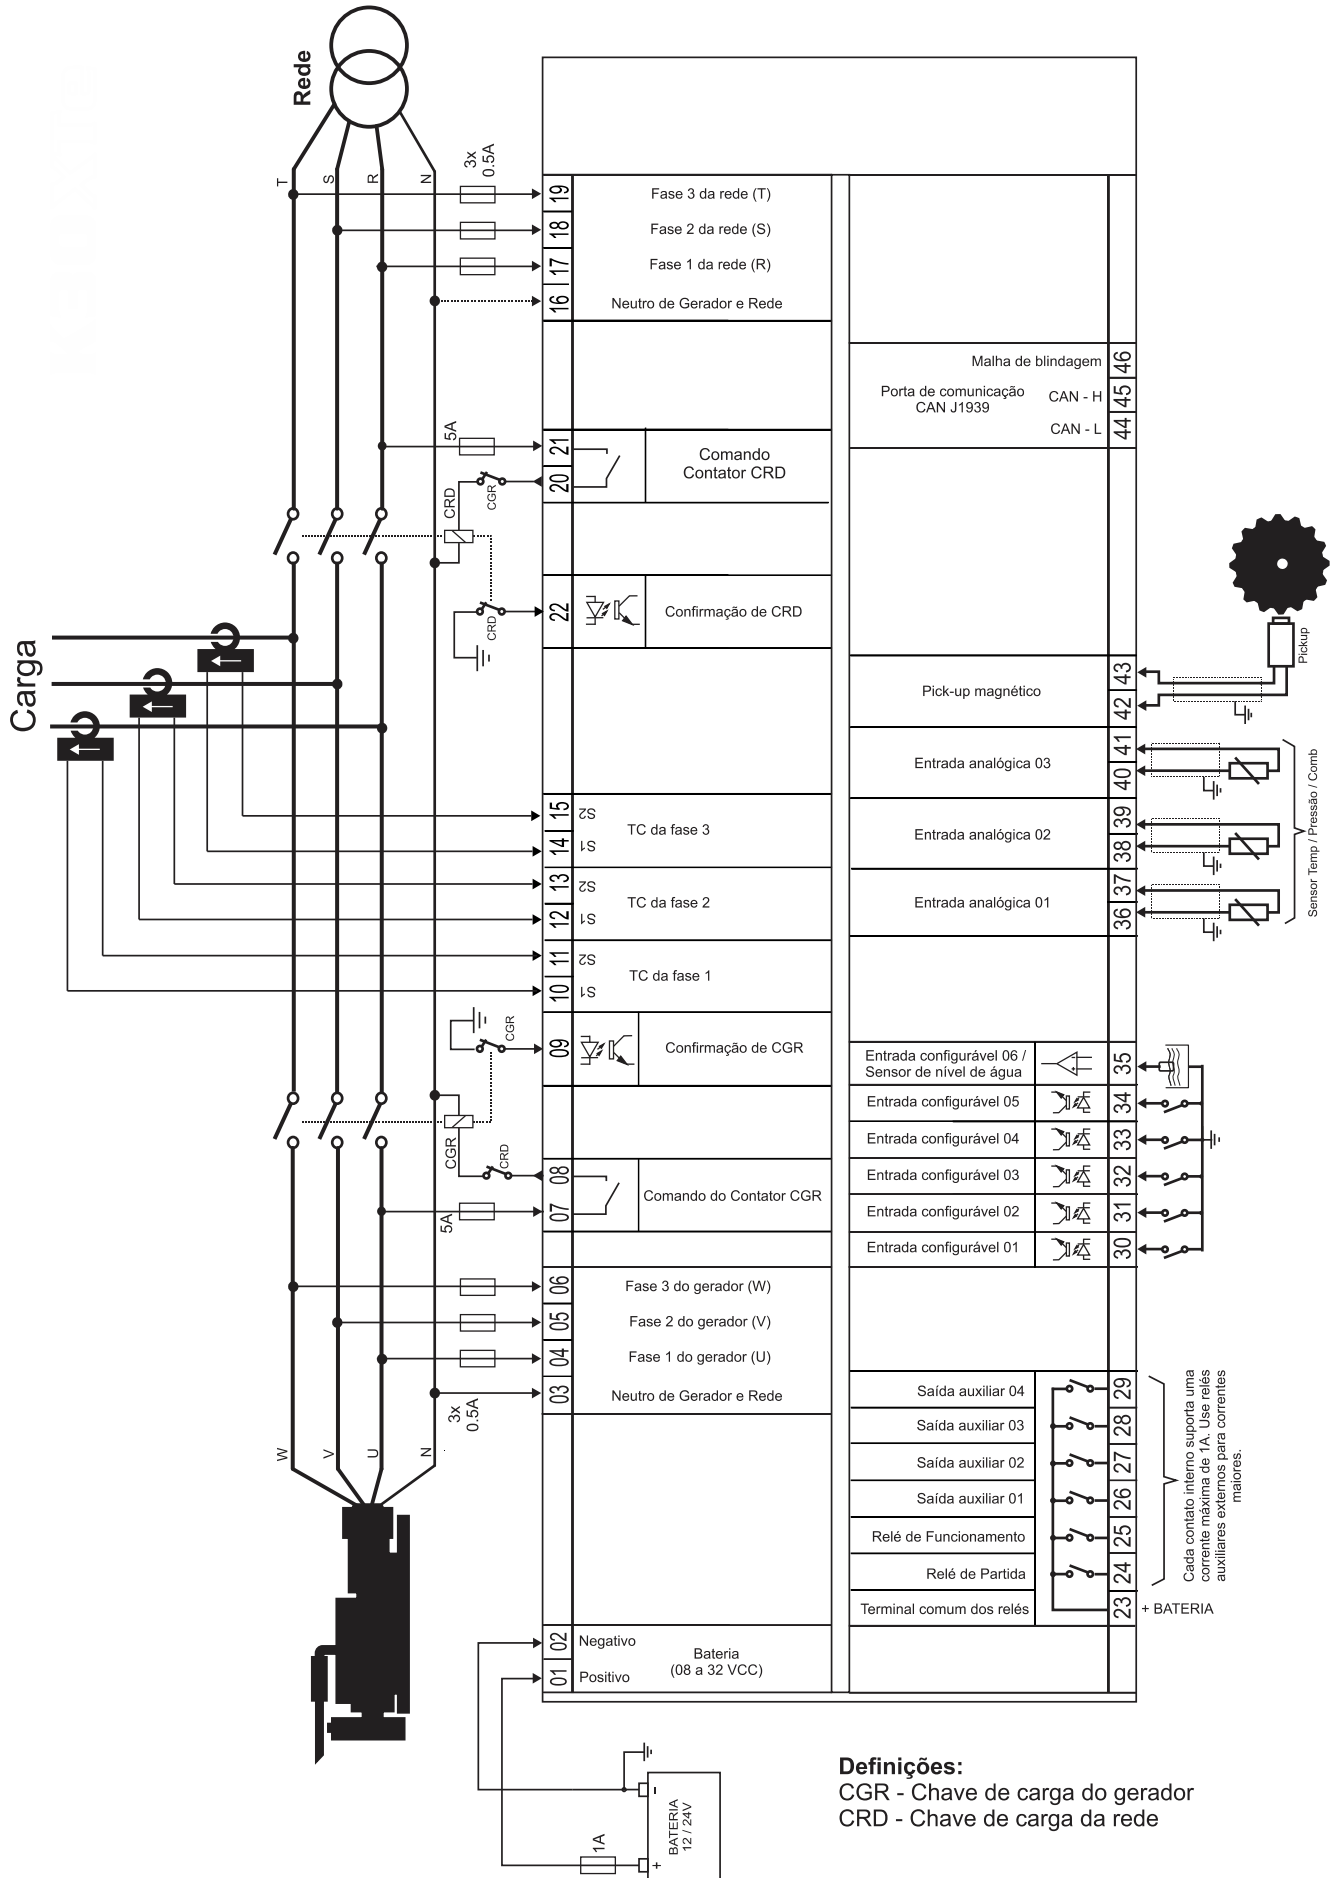 Rede
T
S
R
N
3x
0.5A
19
Fase 3 da rede (T)
18
Fase 2 da rede (S)
17
Fase 1 da rede (R)
16
Neutro de Gerador e Rede
5A
21
20
Comando
Contator CRD
CRD
CGR
22
Confirmação de CRD
CRD
Carga
15
S2
TC da fase 3
14
S1
13
S2
TC da fase 2
12
S1
11
S2
TC da fase 1
10
S1
CGR
09
Confirmação de CGR
CGR
CRD
08
Comando do Contator CGR
07
5A
06
Fase 3 do gerador (W)
05
Fase 2 do gerador (V)
04
Fase 1 do gerador (U)
03
Neutro de Gerador e Rede
3x
0.5A
W
V
U
N
02
Negativo
Bateria
(08 a 32 VCC)
01
Positivo
BATERIA
12 / 24V
-
+
1A
Malha de blindagem
46
Porta de comunicação
CAN J1939
CAN - H
45
CAN - L
44
Pickup
43
Pick-up magnético
42
41
Entrada analógica 03
40
39
Entrada analógica 02
38
37
Entrada analógica 01
36
Sensor Temp / Pressão / Comb
Entrada configurável 06 /
Sensor de nível de água
35
Entrada configurável 05
34
Entrada configurável 04
33
Entrada configurável 03
32
Entrada configurável 02
31
Entrada configurável 01
30
Saída auxiliar 04
29
Saída auxiliar 03
28
Saída auxiliar 02
27
Saída auxiliar 01
26
Relé de Funcionamento
25
Relé de Partida
24
Terminal comum dos relés
23
+ BATERIA
Cada contato interno suporta uma
corrente máxima de 1A. Use relés
auxiliares externos para correntes
maiores.
Definições:
CGR - Chave de carga do gerador
CRD - Chave de carga da rede